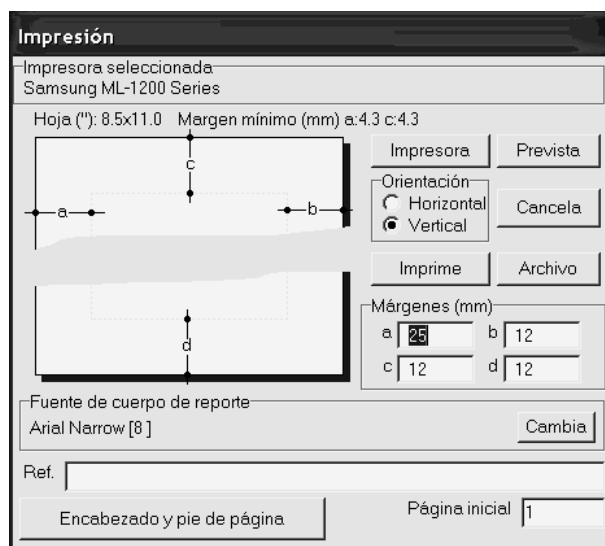 Impresión
Impresora seleccionada
Samsung ML-1200 Series
Hoja ("): 8.5x11.0 Margen mínimo (mm) a:4.3 c:4.3
c
a
b
d
Impresora Prevista
Orientación
Horizontal
Vertical
Cancela
Imprime Archivo
Márgenes (mm)
a 25 b 12
c 12 d 12
Fuente de cuerpo de reporte
Arial Narrow [8 ] Cambia
Ref.
Encabezado y pie de página Página inicial 1